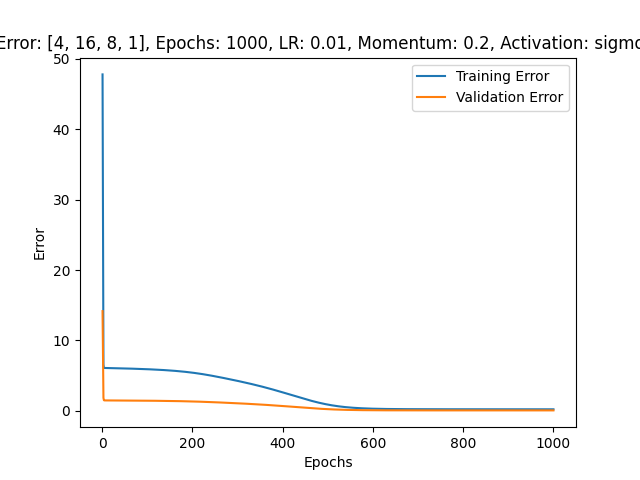 Error: [4, 16, 8, 1], Epochs: 1000, LR: 0.01, Momentum: 0.2, Activation: sigmo
Training Error
Validation Error
50
40
30
20
10
0
Error
0 200 400 600 800 1000
Epochs